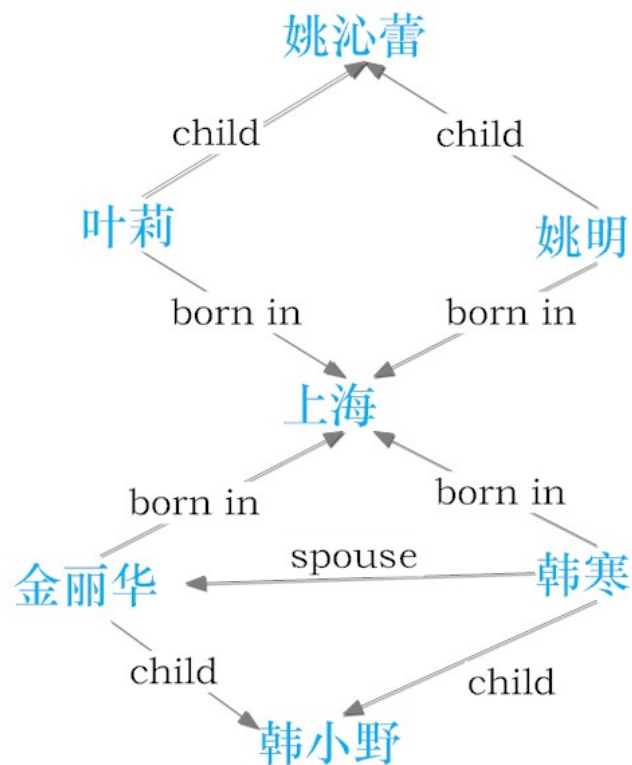 姚沁蕾
child child
叶莉 姚明
born in born in
上海
born in born in
spouse
金丽华 韩寒
child child
韩小野